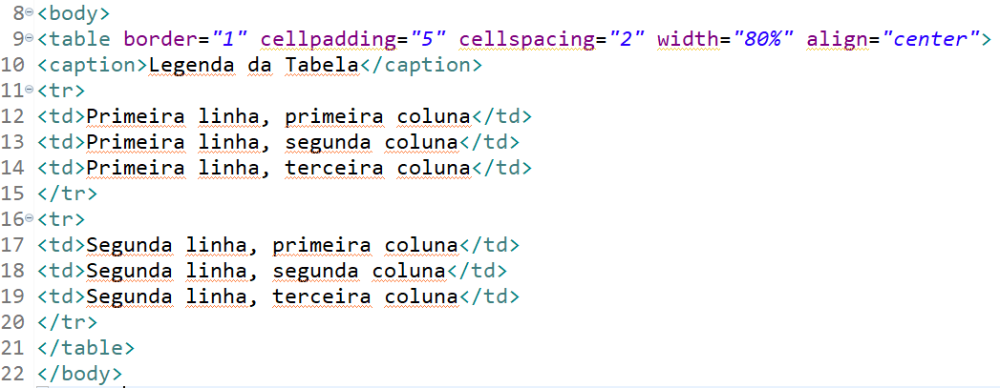 8 <body>
9 <table border="1" cellpadding="5" cellspacing="2" width="80%" align="center">
10 <caption>Legenda da Tabela</caption>
11 <tr>
12 <td>Primeira linha, primeira coluna</td>
13 <td>Primeira linha, segunda coluna</td>
14 <td>Primeira linha, terceira coluna</td>
15 </tr>
16 <tr>
17 <td>Segunda linha, primeira coluna</td>
18 <td>Segunda linha, segunda coluna</td>
19 <td>Segunda linha, terceira coluna</td>
20 </tr>
21 </table>
22 </body>